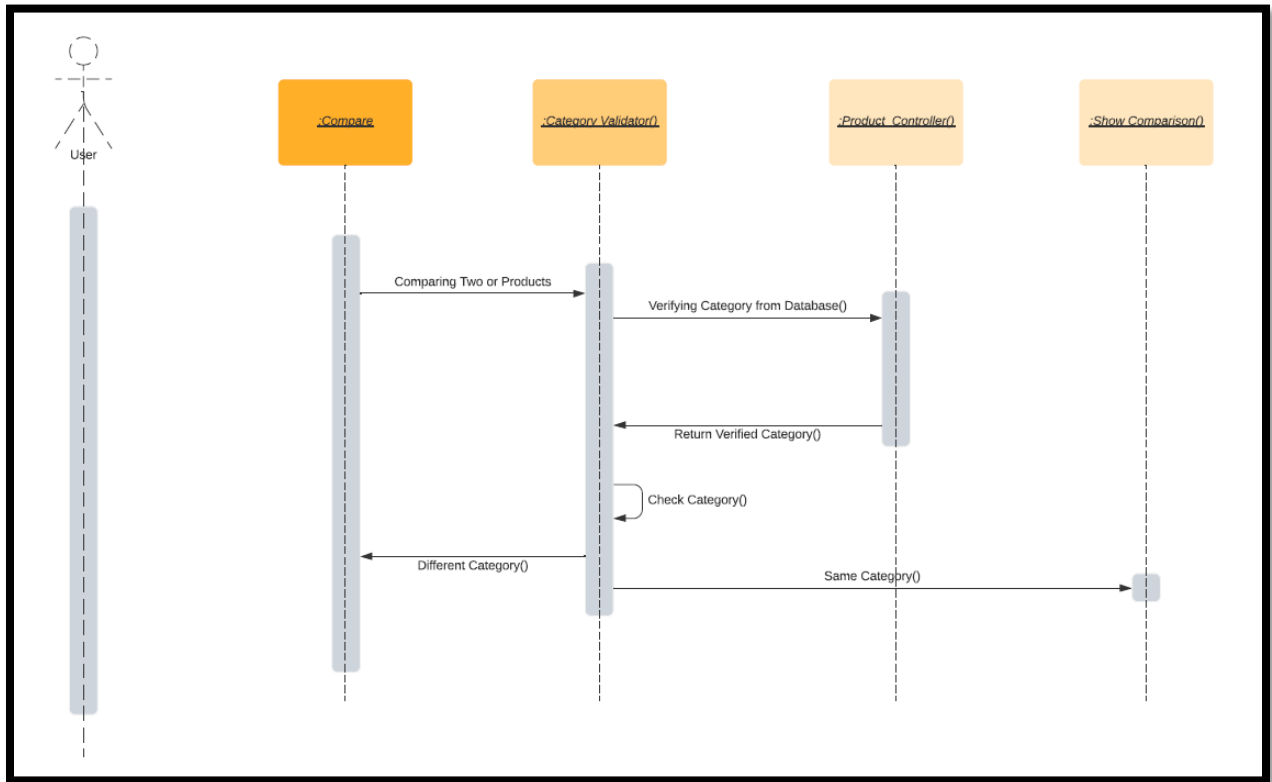 User
:Compare
:Category Validator()
:Product_Controller()
:Show Comparison()
Comparing Two or Products
Verifying Category from Database()
Return Verified Category()
Check Category()
Different Category()
Same Category()